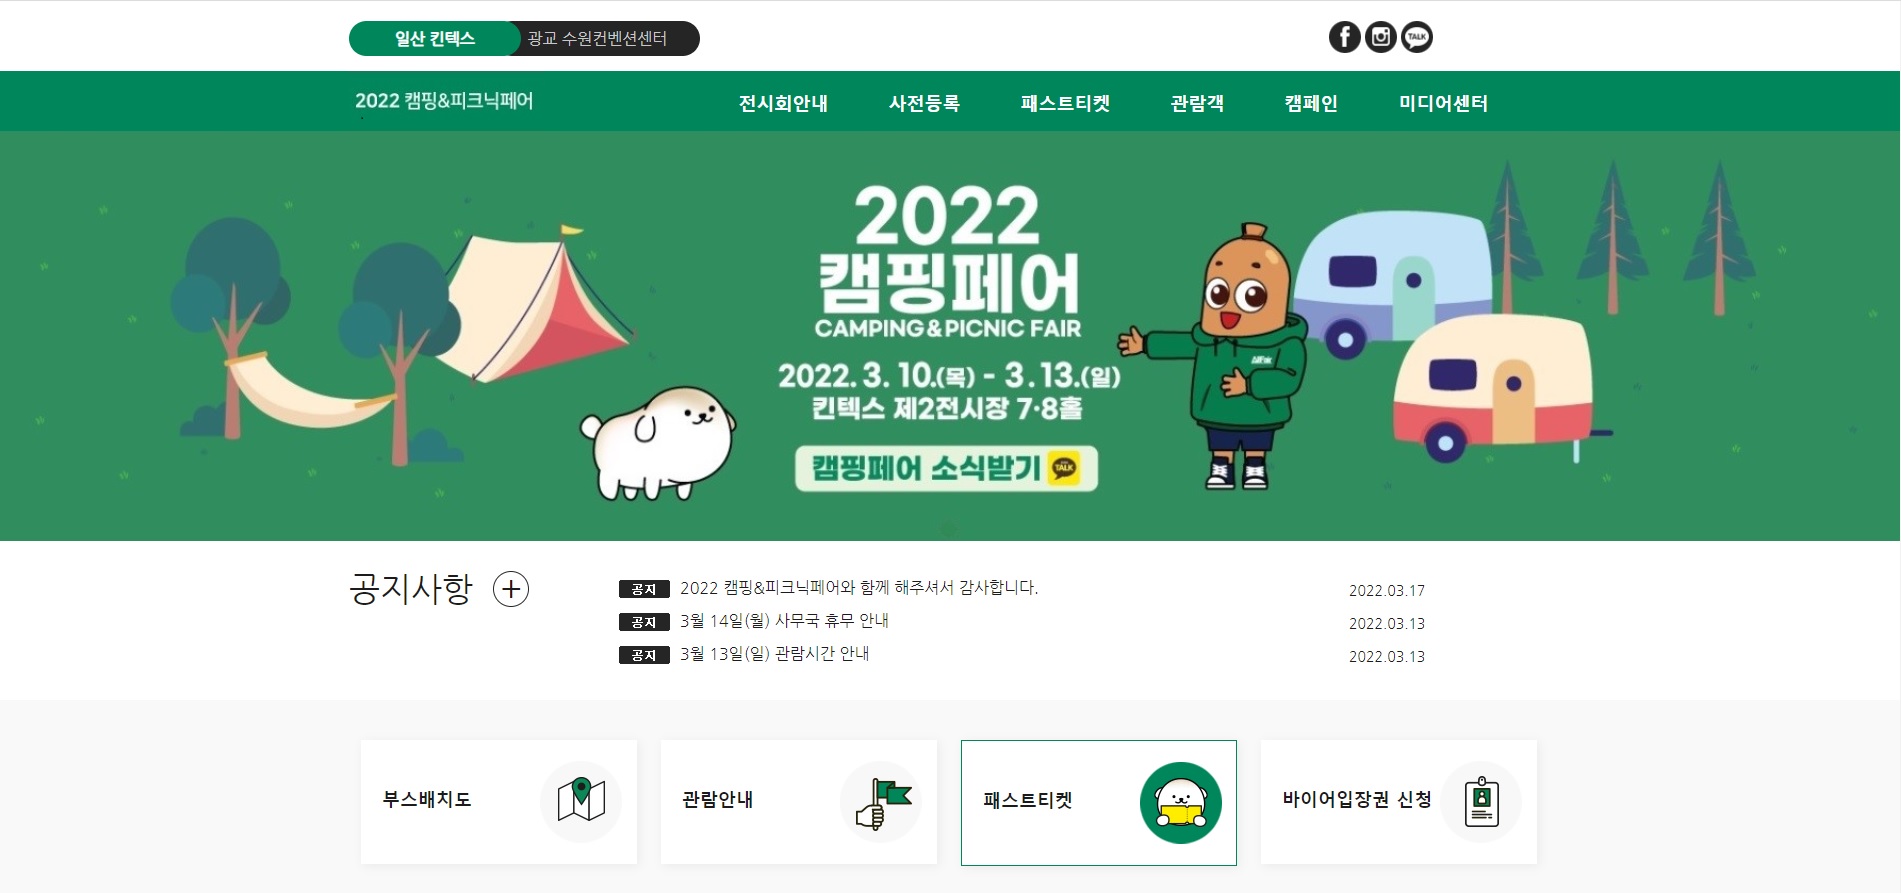 일산 킨텍스 광교 수원컨벤션센터
TALK
2022 캠핑&피크닉페어 전시회안내 사전등록 패스트티켓 관람객 캠페인 미디어센터
2022
캠핑페어
CAMPING&PICNIC FAIR
2022. 3. 10.(목) - 3.13.(일)
킨텍스 제2전시장 7·8홀
캠핑페어 소식받기 TALK
공지사항
공지 2022 캠핑&피크닉페어와 함께 해주셔서 감사합니다. 2022.03.17
공지 3월 14일(월) 사무국 휴무 안내 2022.03.13
공지 3월 13일(일) 관람시간 안내 2022.03.13
부스배치도 관람안내 패스트티켓 바이어입장권 신청